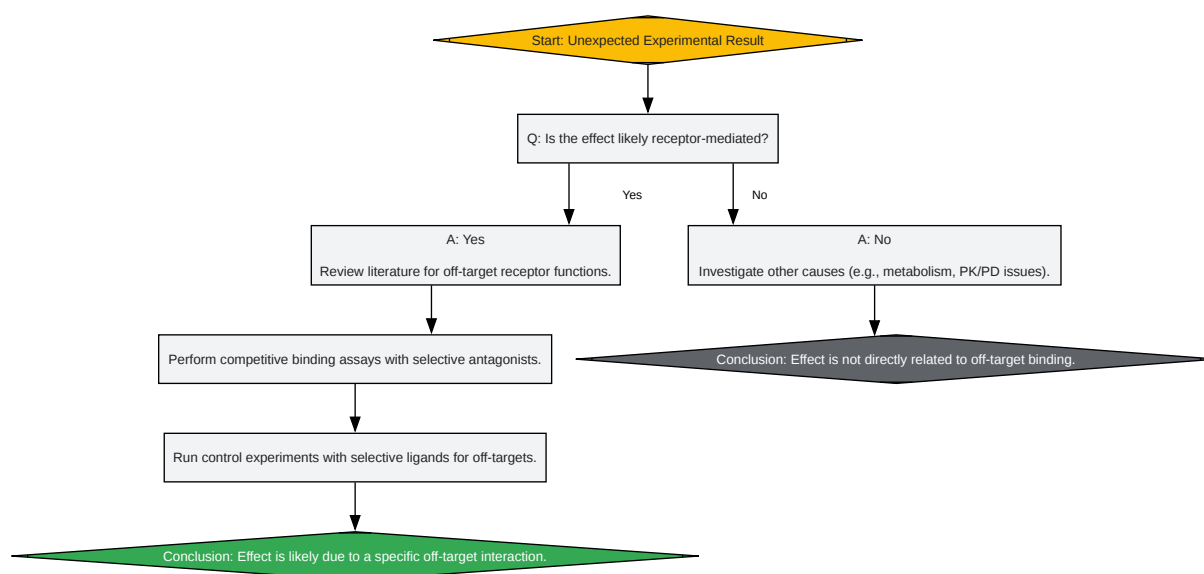 Start: Unexpected Experimental Result
Q: Is the effect likely receptor-mediated?
Yes
No
A: Yes
Review literature for off-target receptor functions.
A: No
Investigate other causes (e.g., metabolism, PK/PD issues).
Perform competitive binding assays with selective antagonists.
Conclusion: Effect is not directly related to off-target binding.
Run control experiments with selective ligands for off-targets.
Conclusion: Effect is likely due to a specific off-target interaction.